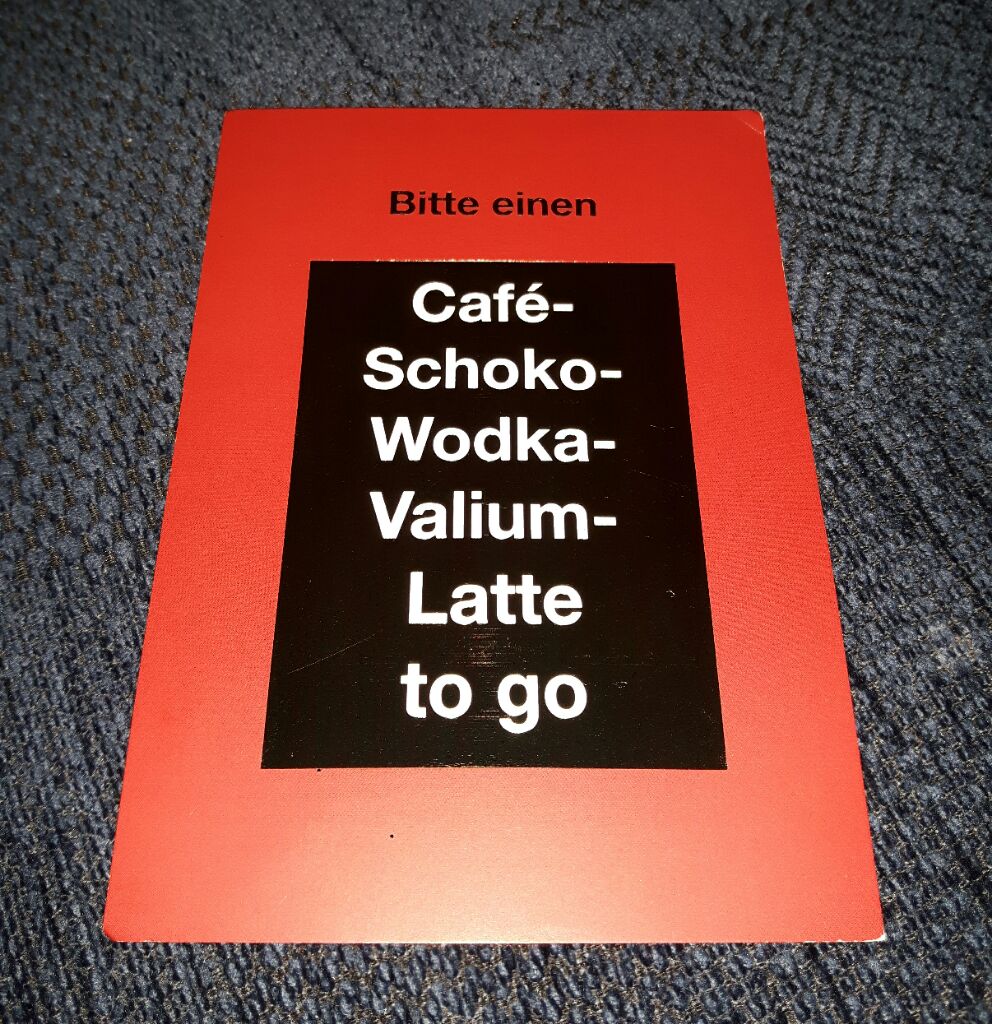 Bitte einen
Café-
Schoko-
Wodka-
Valium-
Latte
to go